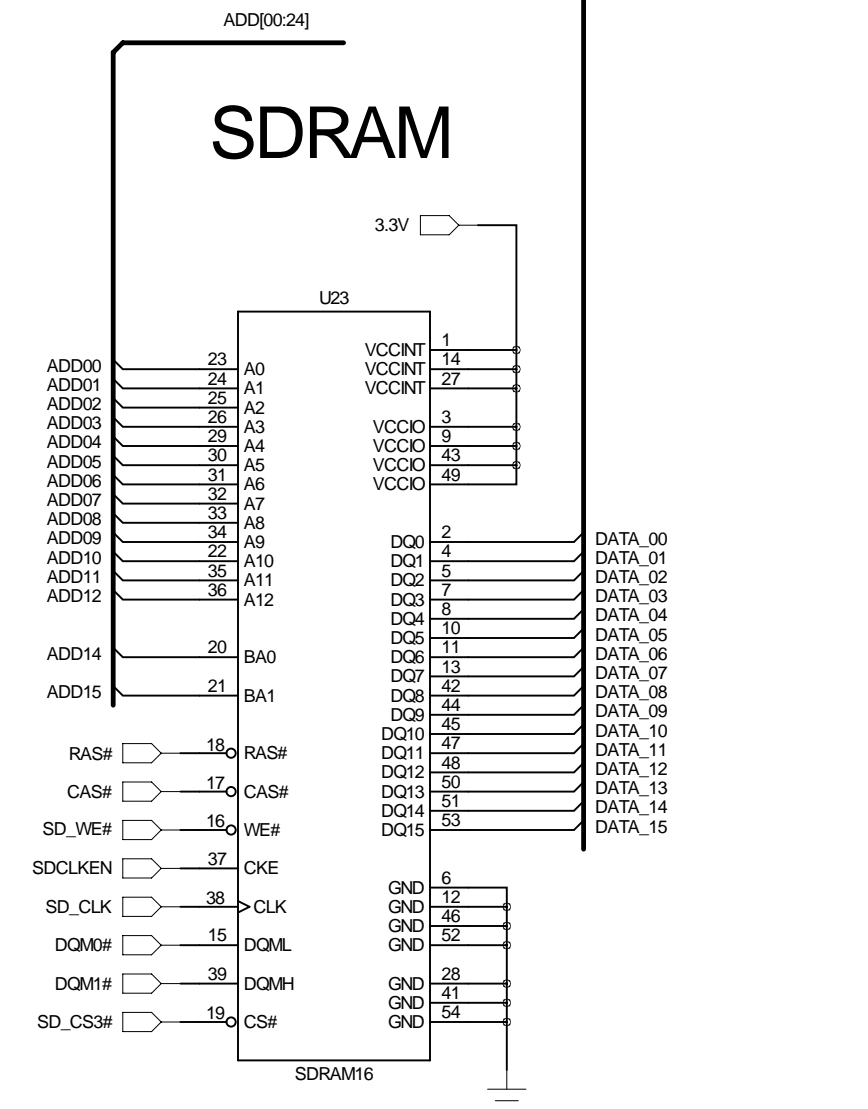 ADD[00:24]
SDRAM
3.3V
U23
ADD00 23 A0
ADD01 24 A1
ADD02 25 A2
ADD03 26 A3
ADD04 29 A4
ADD05 30 A5
ADD06 31 A6
ADD07 32 A7
ADD08 33 A8
ADD09 34 A9
ADD10 22 A10
ADD11 35 A11
ADD12 36 A12
ADD14 20 BA0
ADD15 21 BA1
RAS# 18 RAS#
CAS# 17 CAS#
SD_WE# 16 WE#
SDCLKEN 37 CKE
SD_CLK 38 CLK
DQM0# 15 DQML
DQM1# 39 DQMH
SD_CS3# 19 CS#
VCCINT 1
VCCINT 14
VCCINT 27
VCCIO 3
VCCIO 9
VCCIO 43
VCCIO 49
DQ0 2 DATA_00
DQ1 4 DATA_01
DQ2 5 DATA_02
DQ3 7 DATA_03
DQ4 8 DATA_04
DQ5 10 DATA_05
DQ6 11 DATA_06
DQ7 13 DATA_07
DQ8 42 DATA_08
DQ9 44 DATA_09
DQ10 45 DATA_10
DQ11 47 DATA_11
DQ12 48 DATA_12
DQ13 50 DATA_13
DQ14 51 DATA_14
DQ15 53 DATA_15
GND 6
GND 12
GND 46
GND 52
GND 28
GND 41
GND 54
SDRAM16